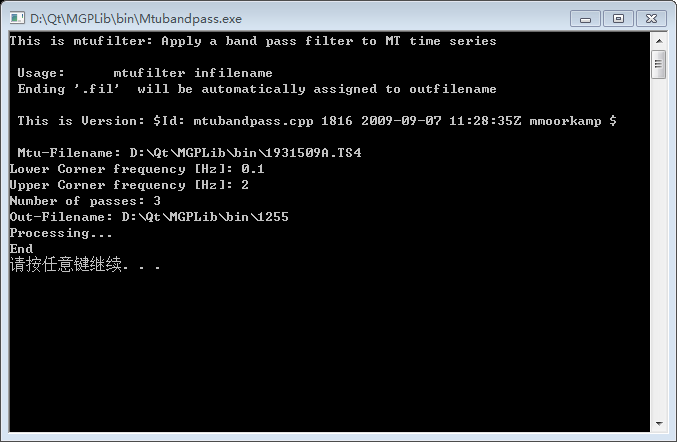 D:\Qt\MGPLib\bin\Mtubandpass.exe
This is mtufilter: Apply a band pass filter to MT time series
Usage:      mtufilter infilename
Ending '.fil'  will be automatically assigned to outfilename
This is Version: $Id: mtubandpass.cpp 1816 2009-09-07 11:28:35Z mmoorkamp $
Mtu-Filename: D:\Qt\MGPLib\bin\1931509A.TS4
Lower Corner frequency [Hz]: 0.1
Upper Corner frequency [Hz]: 2
Number of passes: 3
Out-Filename: D:\Qt\MGPLib\bin\1255
Processing...
End
请按任意键继续. . .